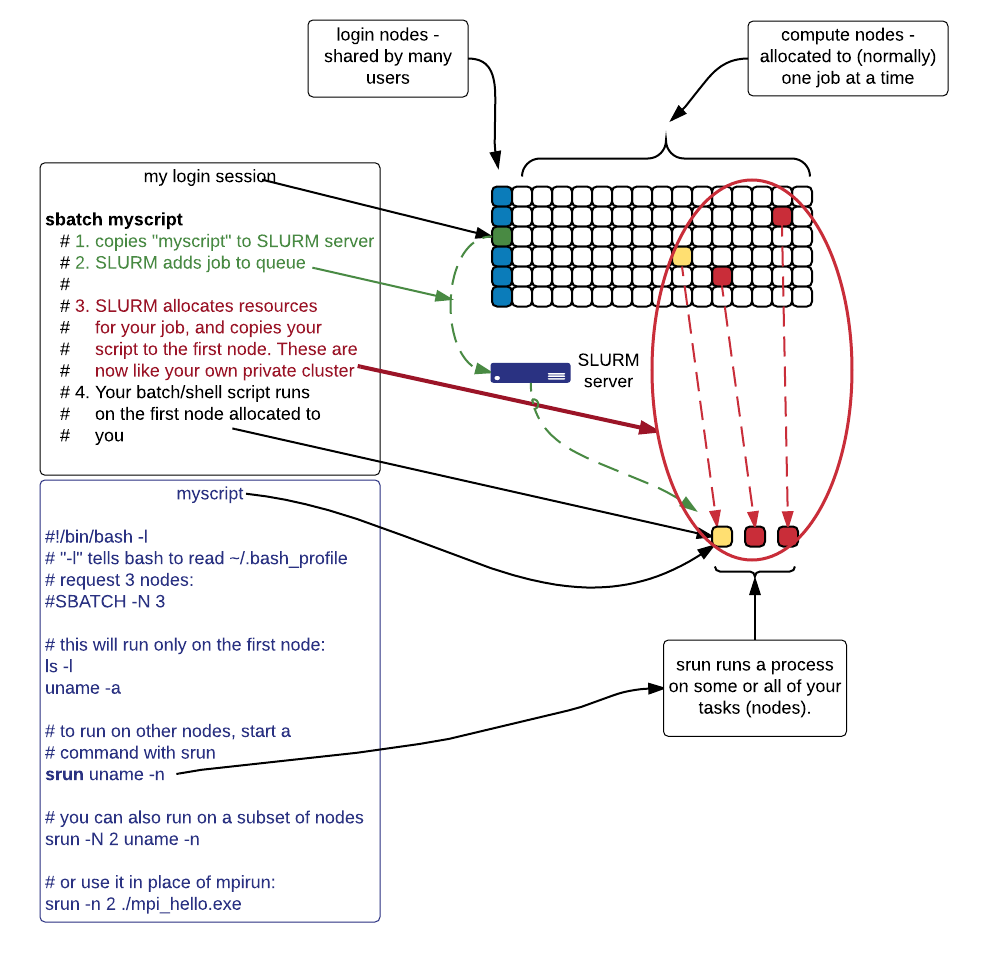 login nodes -
shared by many
users
compute nodes -
allocated to (normally)
one job at a time
my login session
sbatch myscript
# 1. copies "myscript" to SLURM server
# 2. SLURM adds job to queue
#
# 3. SLURM allocates resources
# for your job, and copies your
# script to the first node. These are
# now like your own private cluster
# 4. Your batch/shell script runs
# on the first node allocated to
# you
SLURM
server
myscript
#!/bin/bash -l
# "-l" tells bash to read ~/.bash_profile
# request 3 nodes:
#SBATCH -N 3
# this will run only on the first node:
ls -l
uname -a
# to run on other nodes, start a
# command with srun
srun uname -n
# you can also run on a subset of nodes
srun -N 2 uname -n
# or use it in place of mpirun:
srun -n 2 ./mpi_hello.exe
srun runs a process
on some or all of your
tasks (nodes).